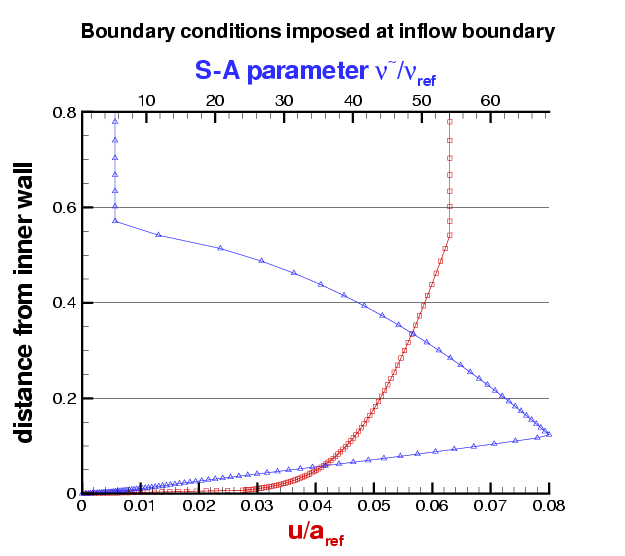 Boundary conditions imposed at inflow boundary
S-A parameter ν~/νref
10 20 30 40 50 60
0.8
0.6
0.4
0.2
0
distance from inner wall
0 0.01 0.02 0.03 0.04 0.05 0.06 0.07 0.08
u/aref